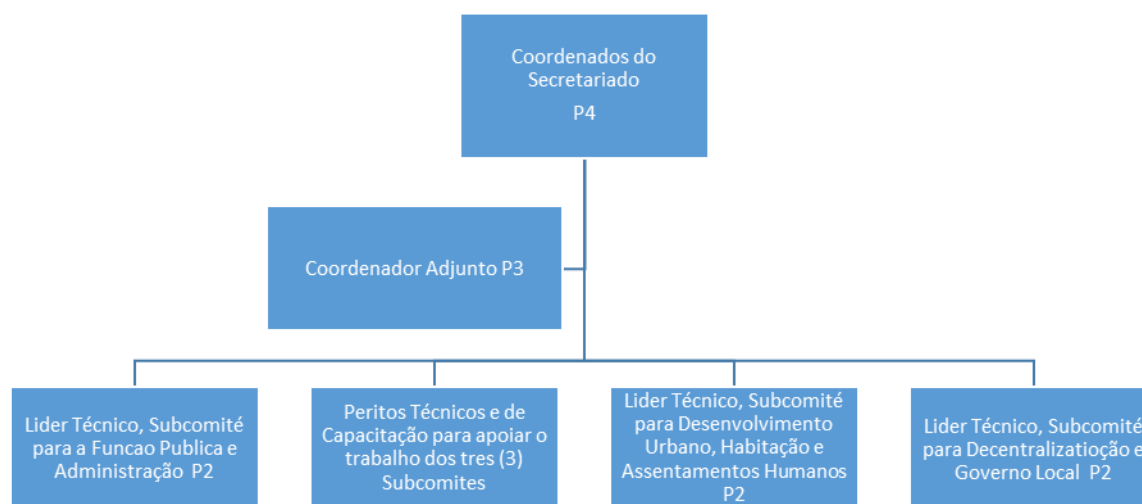 Coordenados do
Secretariado
P4
Coordenador Adjunto P3
Lider Técnico, Subcomité
para a Funcao Publica e
Administração P2
Peritos Técnicos e de
Capacitação para apoiar o
trabalho dos tres (3)
Subcomites
Lider Técnico, Subcomité
para Desenvolvimento
Urbano, Habitação e
Assentamentos Humanos
P2
Lider Técnico, Subcomité
para Decentralizatioção e
Governo Local P2